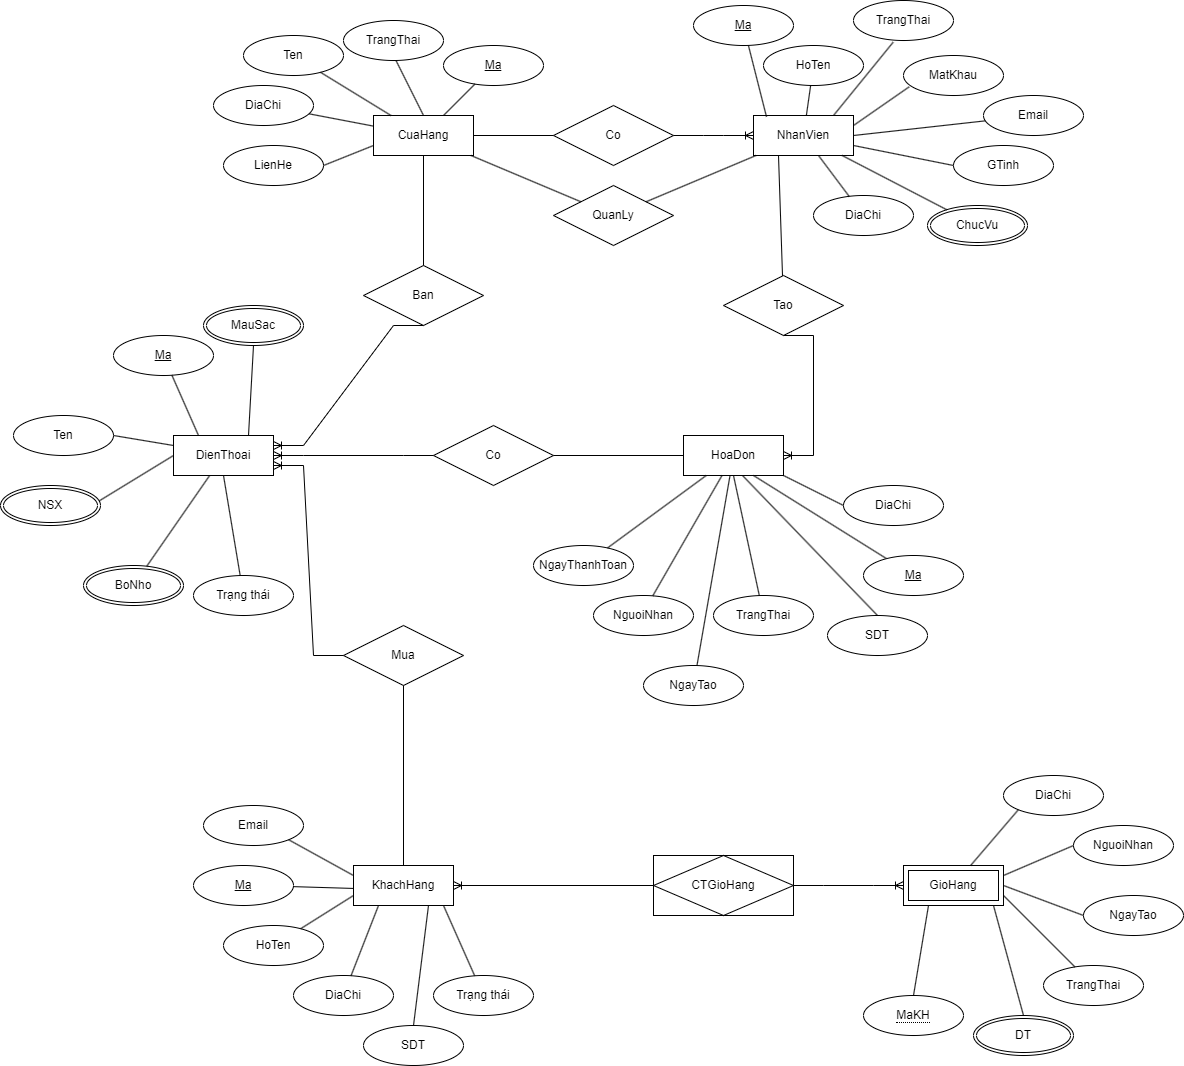 Ma
TrangThai
TrangThai
Ten
Ma
HoTen
MatKhau
DiaChi
Email
CuaHang
Co
NhanVien
LienHe
GTinh
QuanLy
DiaChi
ChucVu
Ban
Tao
MauSac
Ma
Ten
DienThoai
Co
HoaDon
NSX
DiaChi
NgayThanhToan
Ma
BoNho
Trạng thái
NguoiNhan
TrangThai
SDT
Mua
NgayTao
DiaChi
Email
NguoiNhan
Ma
KhachHang
CTGioHang
GioHang
NgayTao
HoTen
TrangThai
DiaChi
Trạng thái
MaKH
SDT
DT